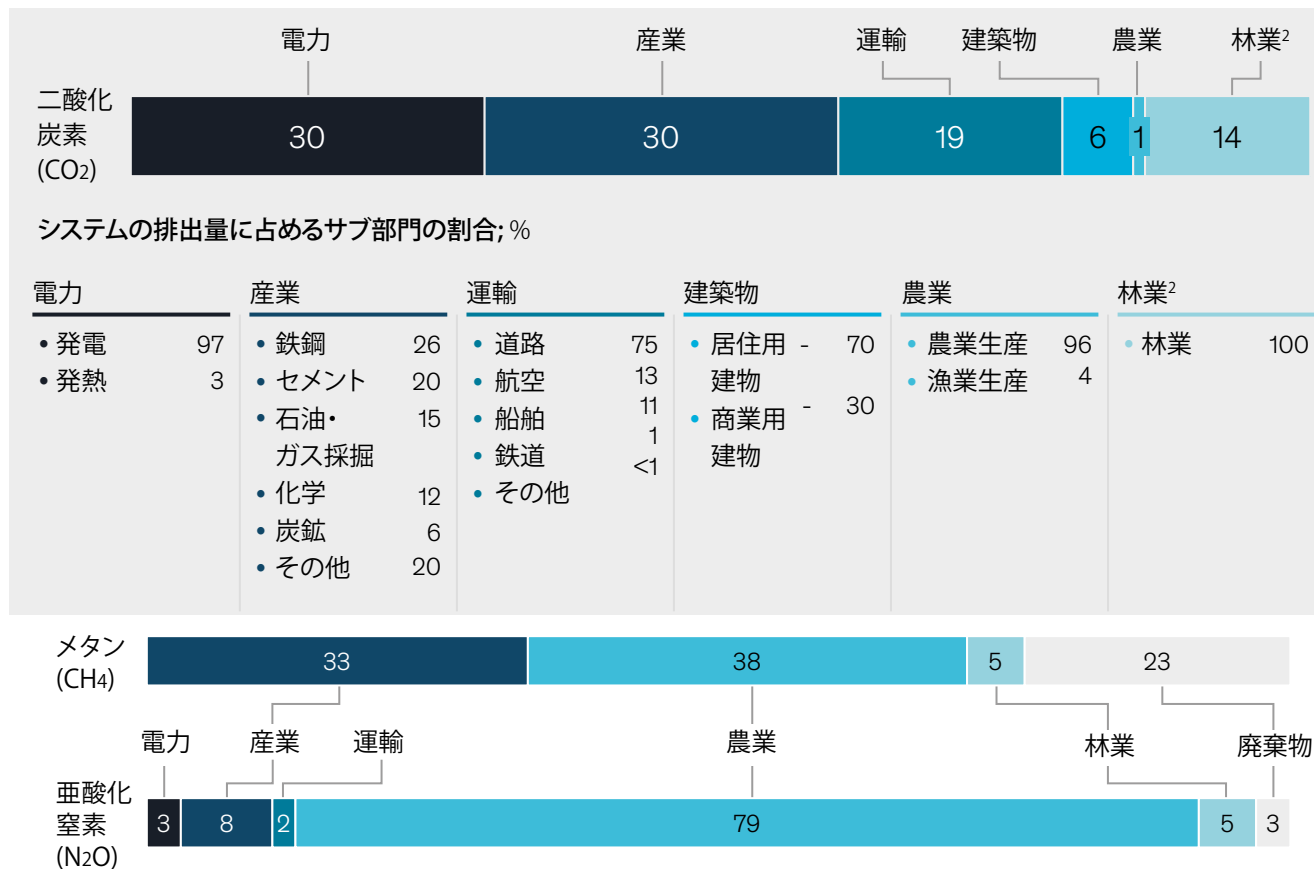 電力 産業 運輸 建築物 農業 林業2
二酸化
炭素
(CO2)
30 30 19 6 1 14
システムの排出量に占めるサブ部門の割合; %
電力
• 発電 97
• 発熱 3
産業
• 鉄鋼 26
• セメント 20
• 石油・ 15
ガス採掘
• 化学 12
• 炭鉱 6
• その他 20
運輸
• 道路 75
• 航空 13
• 船舶 11
• 鉄道 1
• その他 <1
建築物
• 居住用 - 70
建物
• 商業用 - 30
建物
農業
• 農業生産 96
• 漁業生産 4
林業2
• 林業 100
メタン
(CH4)
33 38 5 23
電力 産業 運輸 農業 林業 廃棄物
亜酸化
窒素
(N2O)
3 8 2 79 5 3